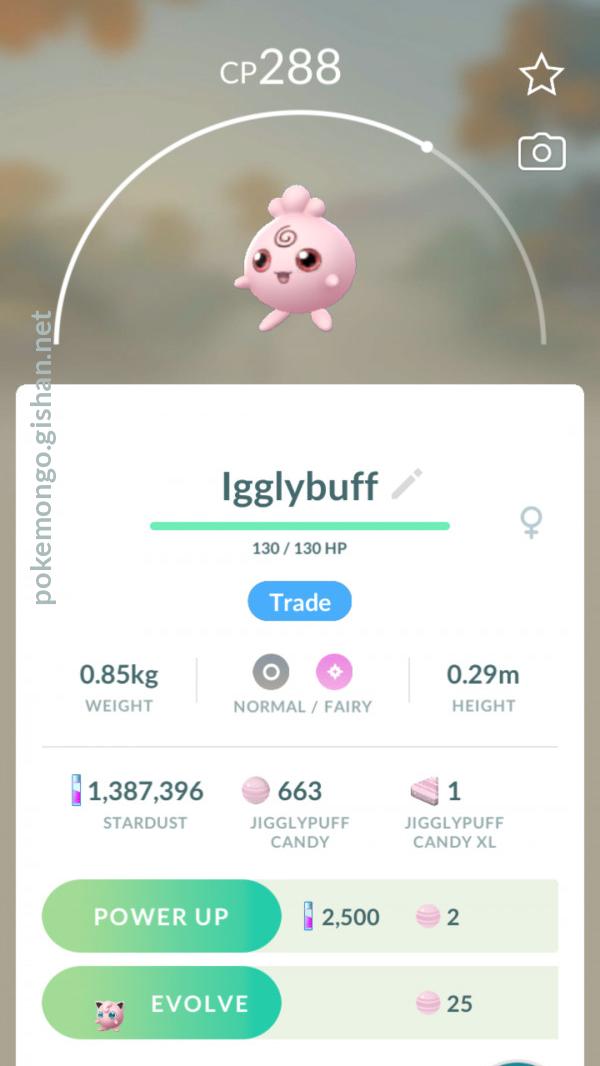 CP288
pokemongo.gishan.net
Igglybuff
130 / 130 HP
Trade
0.85kg
WEIGHT
NORMAL / FAIRY
0.29m
HEIGHT
1,387,396
STARDUST
663
JIGGLYPUFF
CANDY
1
JIGGLYPUFF
CANDY XL
POWER UP 2,500 2
EVOLVE 25